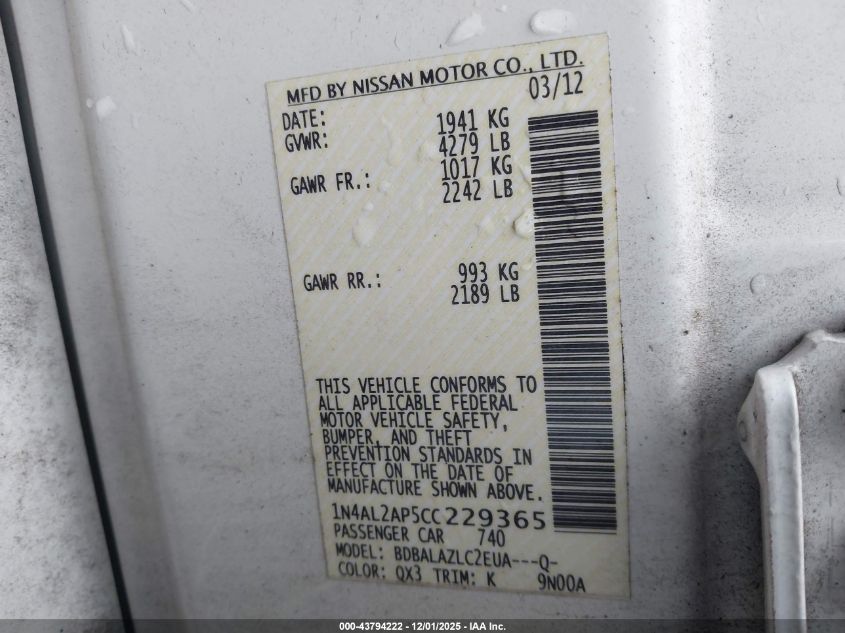 MFD BY NISSAN MOTOR CO., LTD.
DATE: 03/12
GVWR: 1941 KG
4279 LB
GAWR FR.: 1017 KG
2242 LB
GAWR RR.: 993 KG
2189 LB
THIS VEHICLE CONFORMS TO
ALL APPLICABLE FEDERAL
MOTOR VEHICLE SAFETY,
BUMPER, AND THEFT
PREVENTION STANDARDS IN
EFFECT ON THE DATE OF
MANUFACTURE SHOWN ABOVE.
1N4AL2AP5CC229365
PASSENGER CAR 740
MODEL: BDBALAZLC2EUA---Q-
COLOR: QX3 TRIM: K 9N00A
000-43794222 - 12/01/2025 - IAA Inc.